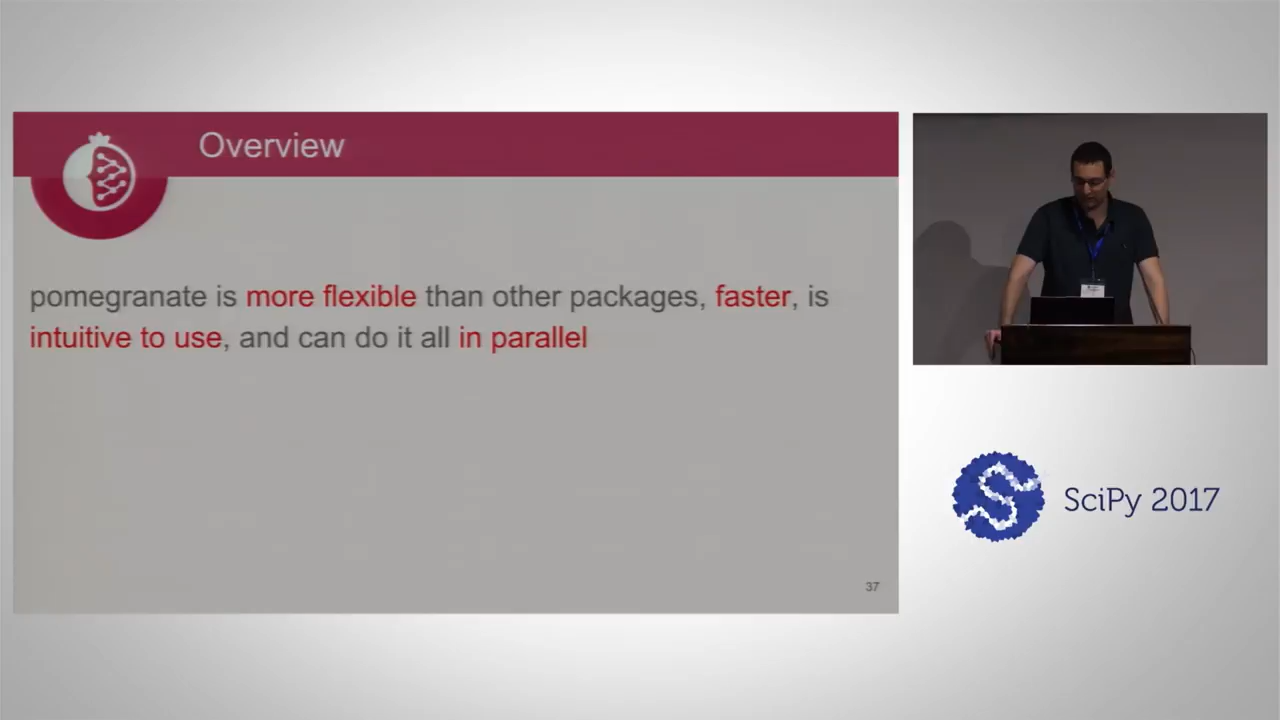 Overview
pomegranate is more flexible than other packages, faster, is
intuitive to use, and can do it all in parallel
37
SciPy 2017